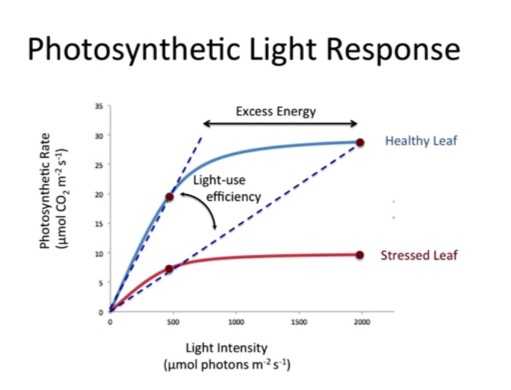 Photosynthetic Light Response
Photosynthetic Rate
(μmol CO₂ m⁻² s⁻¹)
35
30
25
20
15
10
5
0
Excess Energy
Healthy Leaf
Light-use
efficiency
Stressed Leaf
0
500
1000
1500
2000
Light Intensity
(μmol photons m⁻² s⁻¹)